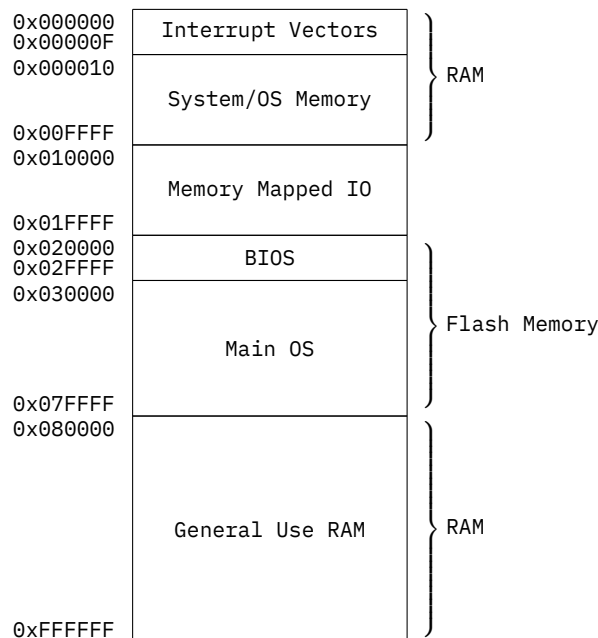 0x000000
Interrupt Vectors
0x00000F
0x000010
RAM
System/OS Memory
0x00FFFF
0x010000
Memory Mapped IO
0x01FFFF
0x020000
BIOS
0x02FFFF
0x030000
Flash Memory
Main OS
0x07FFFF
0x080000
General Use RAM
RAM
0xFFFFFF